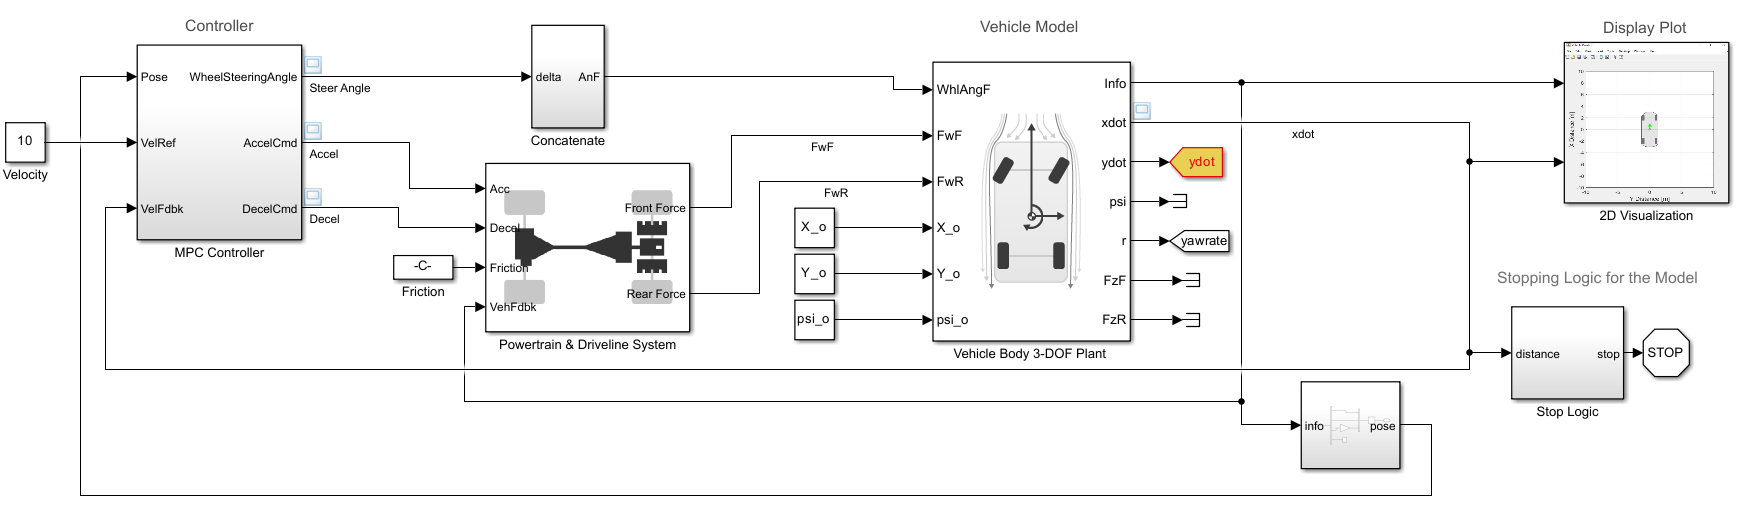 Controller
Vehicle Model
Display Plot
Pose
WheelSteeringAngle
VelRef
AccelCmd
VelFdbk
DecelCmd
MPC Controller
10
Velocity
Steer Angle
Accel
Decel
delta
AnF
Concatenate
Acc
Decel
Friction
VehFdbk
Front Force
Rear Force
Powertrain & Driveline System
-C-
Friction
FwF
FwR
X_o
Y_o
psi_o
WhlAngF
FwF
FwR
X_o
Y_o
psi_o
Info
xdot
ydot
psi
r
FzF
FzR
Vehicle Body 3-DOF Plant
ydot
yawrate
xdot
X Distance [m]
Y Distance [m]
2D Visualization
Stopping Logic for the Model
distance
stop
Stop Logic
STOP
info
pose